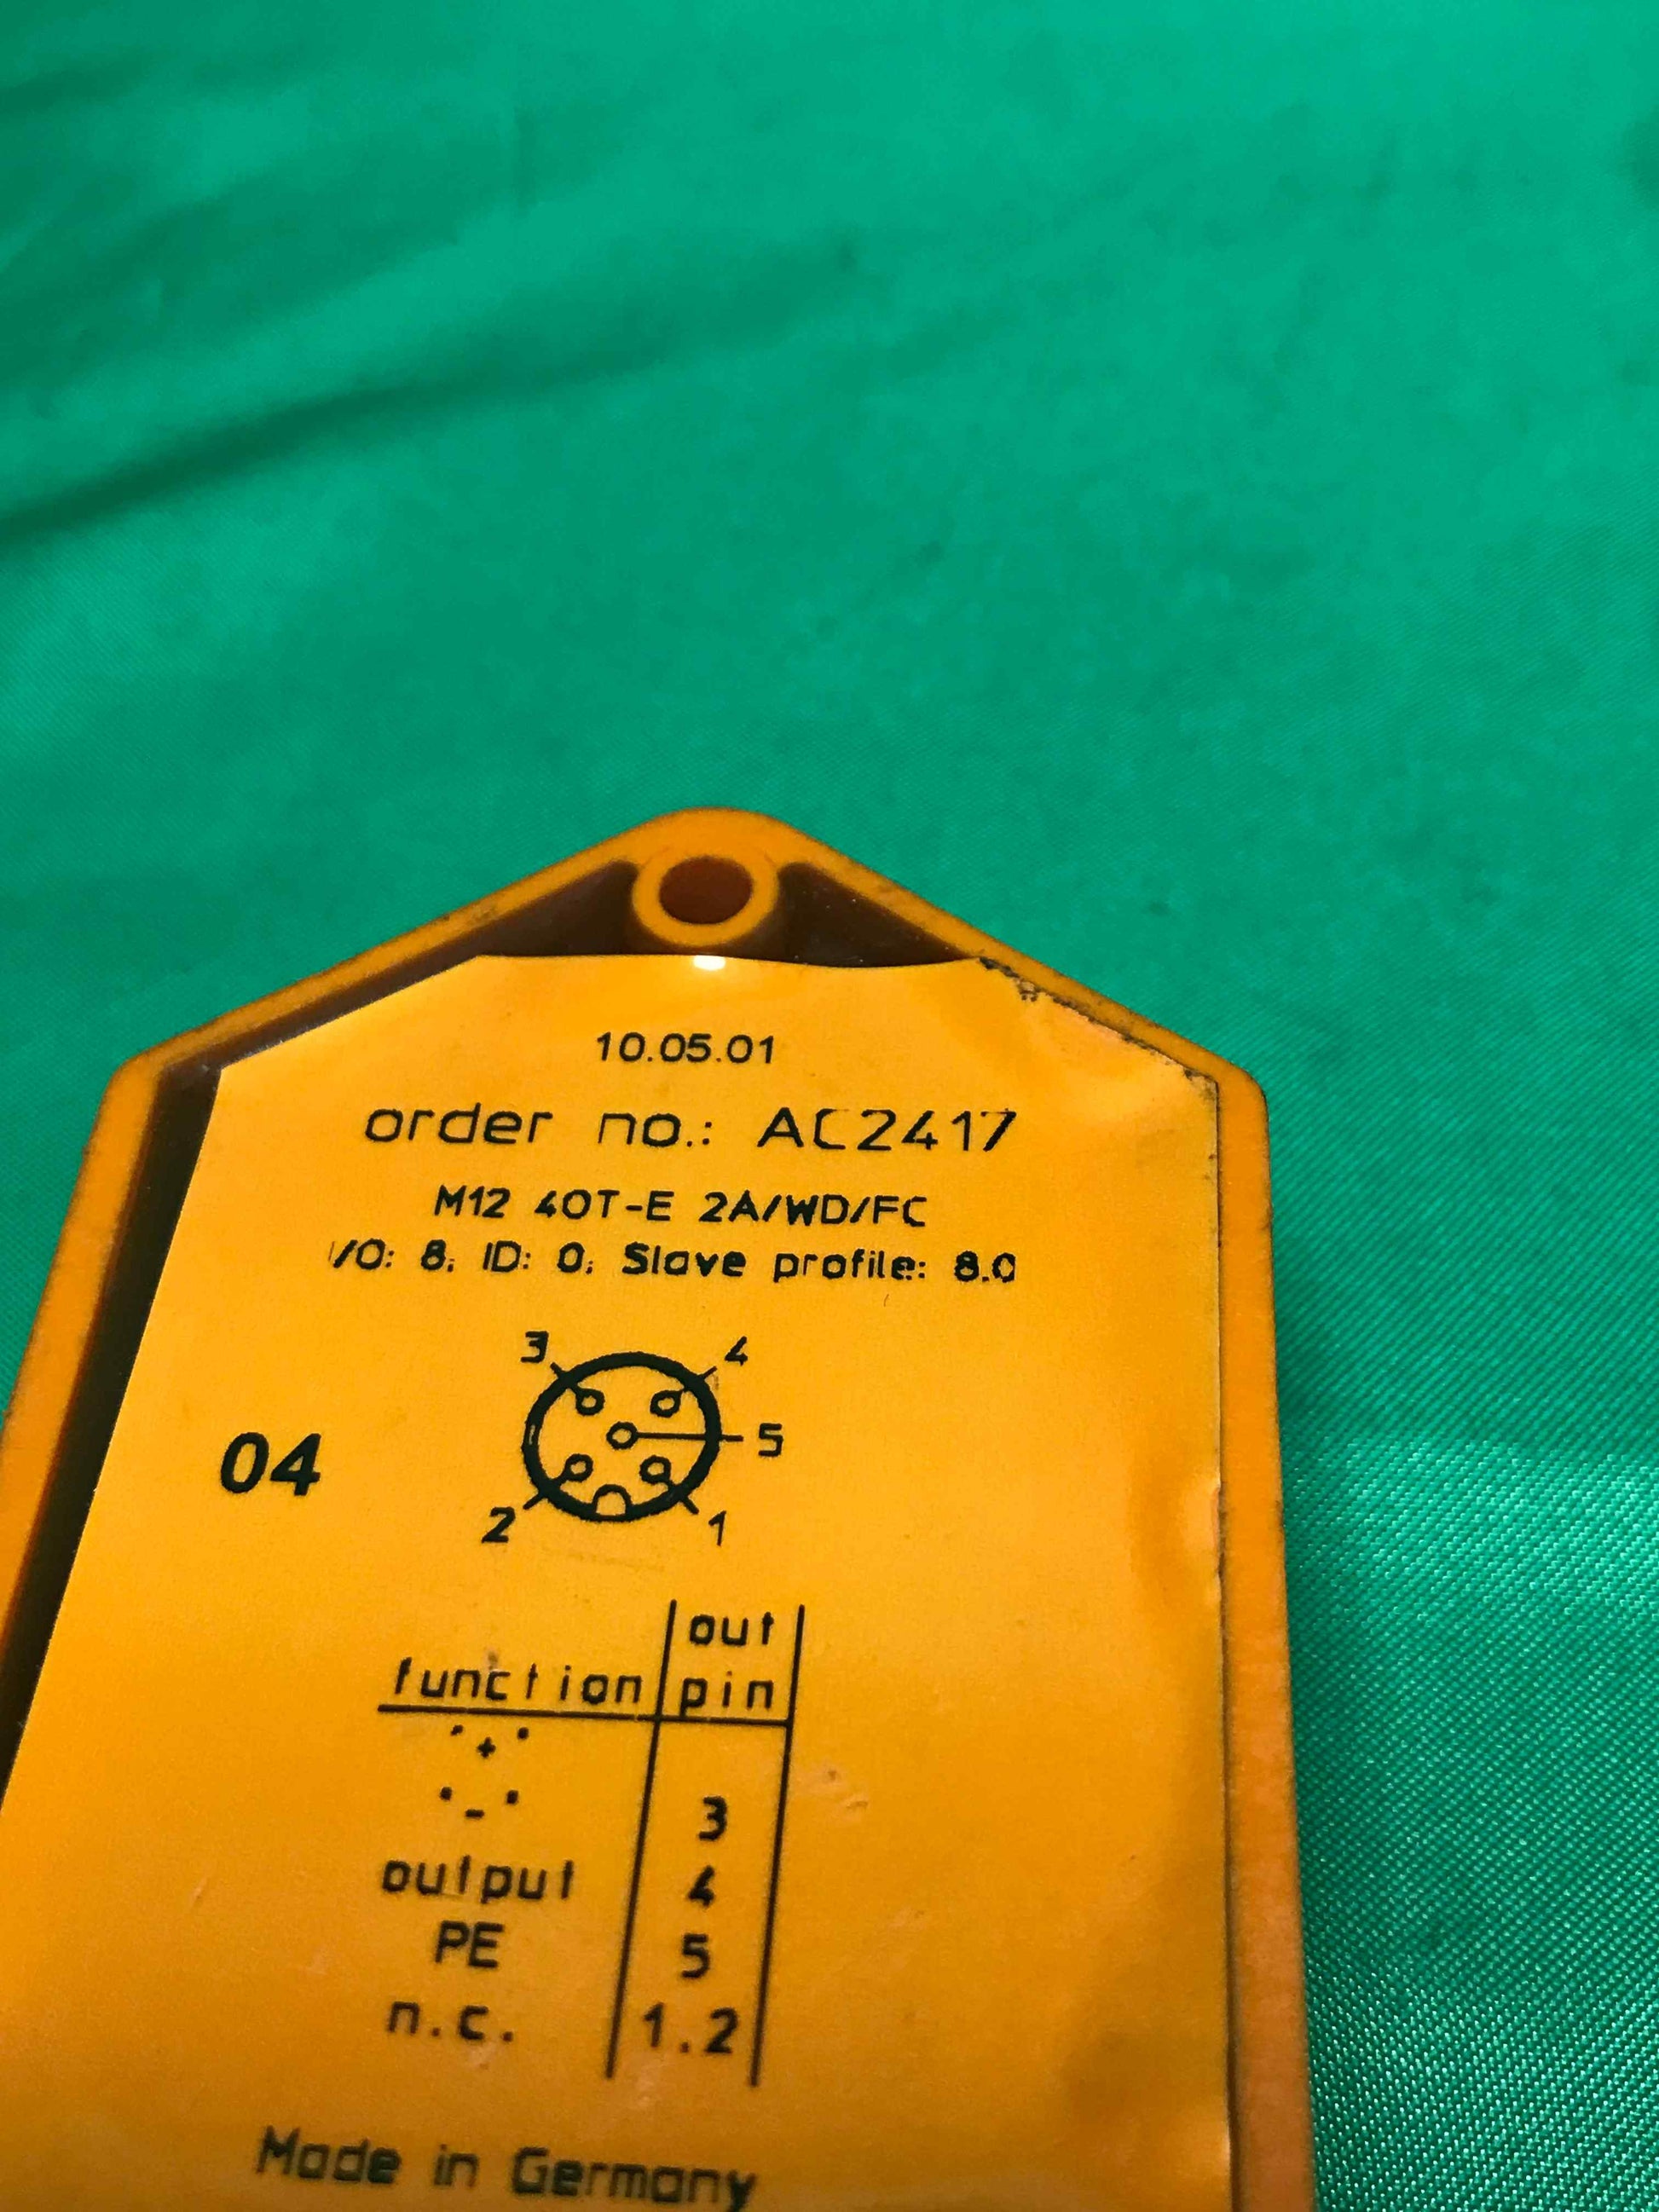 10.05.01
order no.: AC2417
M12 4OT-E 2A/WD/FC
I/O: 8; ID: 0; Slave profile: 8.0
3 4
04 5
2 1
out
function pin
"+"
"-" 3
output 4
PE 5
n.c. 1.2
Made in Germany